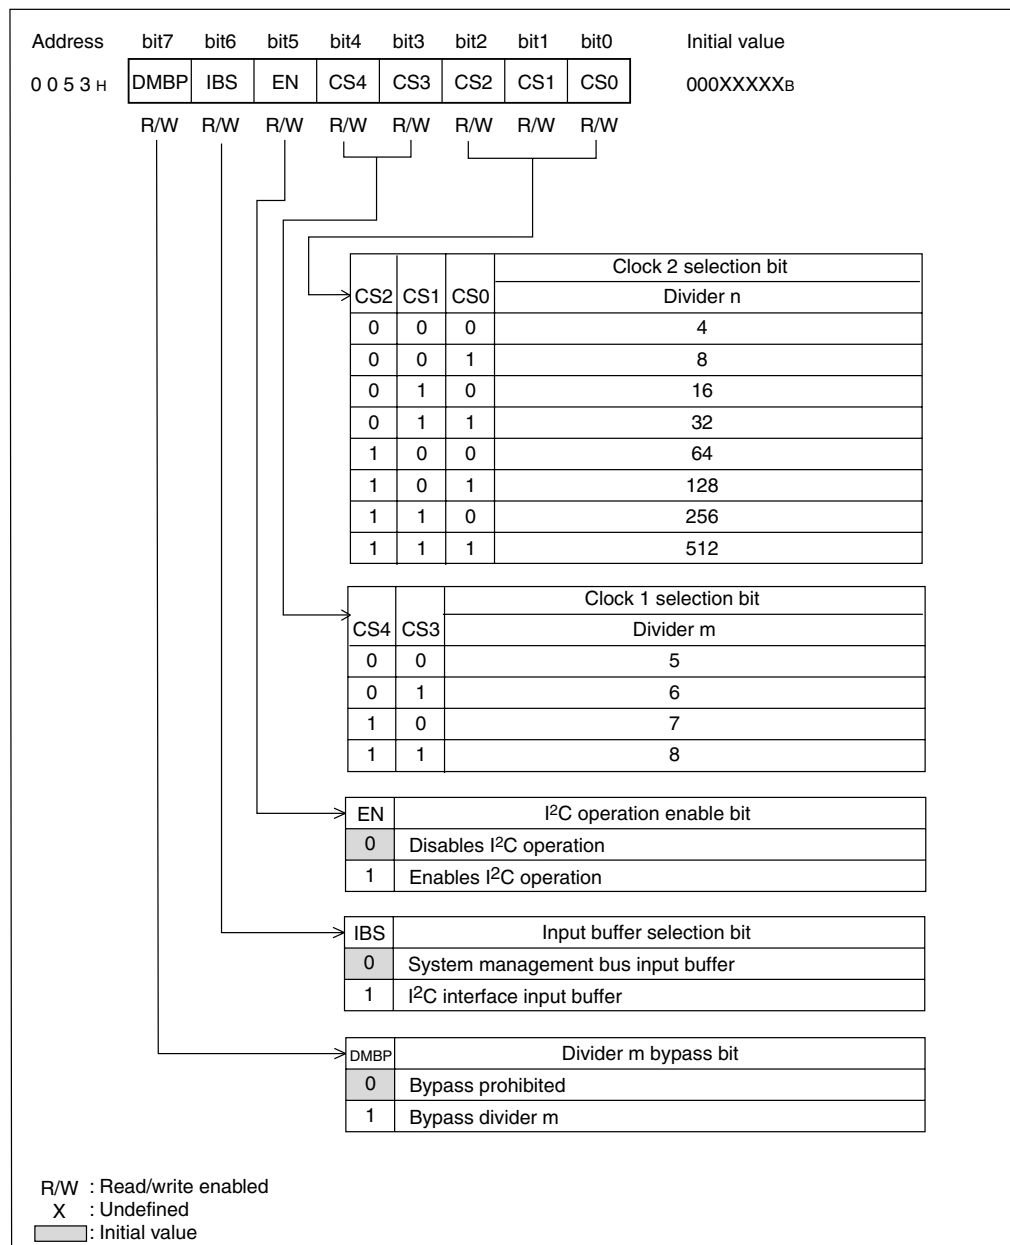 Address bit7 bit6 bit5 bit4 bit3 bit2 bit1 bit0 Initial value
0 0 5 3 H DMBP IBS EN CS4 CS3 CS2 CS1 CS0 000XXXXXB
R/W R/W R/W R/W R/W R/W R/W R/W
Clock 2 selection bit
CS2 CS1 CS0 Divider n
0 0 0 4
0 0 1 8
0 1 0 16
0 1 1 32
1 0 0 64
1 0 1 128
1 1 0 256
1 1 1 512
Clock 1 selection bit
CS4 CS3 Divider m
0 0 5
0 1 6
1 0 7
1 1 8
EN I2C operation enable bit
0 Disables I2C operation
1 Enables I2C operation
IBS Input buffer selection bit
0 System management bus input buffer
1 I2C interface input buffer
DMBP Divider m bypass bit
0 Bypass prohibited
1 Bypass divider m
R/W : Read/write enabled
X : Undefined
: Initial value